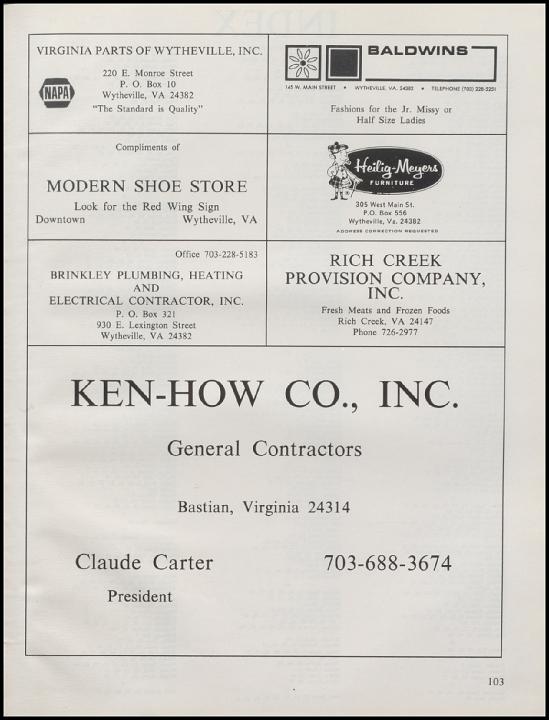 VIRGINIA PARTS OF WYTHEVILLE, INC.
NAPA
220 E. Monroe Street
P. O. Box 10
Wytheville, VA 24382
"The Standard is Quality"
BALDWINS
145 W. MAIN STREET • WYTHEVILLE, VA. 24382 • TELEPHONE (703) 228-5251
Fashions for the Jr. Missy or
Half Size Ladies
Compliments of
MODERN SHOE STORE
Look for the Red Wing Sign
Downtown Wytheville, VA
Heilig-Meyers
FURNITURE
305 West Main St.
P.O. Box 556
Wytheville, Va. 24382
ADDRESS CORRECTION REQUESTED
Office 703-228-5183
BRINKLEY PLUMBING, HEATING
AND
ELECTRICAL CONTRACTOR, INC.
P. O. Box 321
930 E. Lexington Street
Wytheville, VA 24382
RICH CREEK
PROVISION COMPANY,
INC.
Fresh Meats and Frozen Foods
Rich Creek, VA 24147
Phone 726-2977
KEN-HOW CO., INC.
General Contractors
Bastian, Virginia 24314
Claude Carter 703-688-3674
President
103